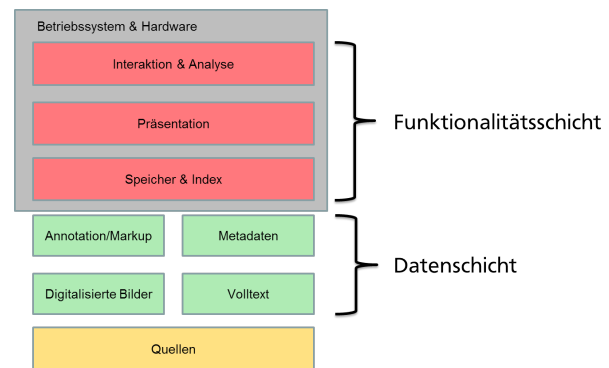 Betriebssystem & Hardware
Interaktion & Analyse
Präsentation
Speicher & Index
Funktionalitätsschicht
Annotation/Markup
Metadaten
Digitalisierte Bilder
Volltext
Datenschicht
Quellen